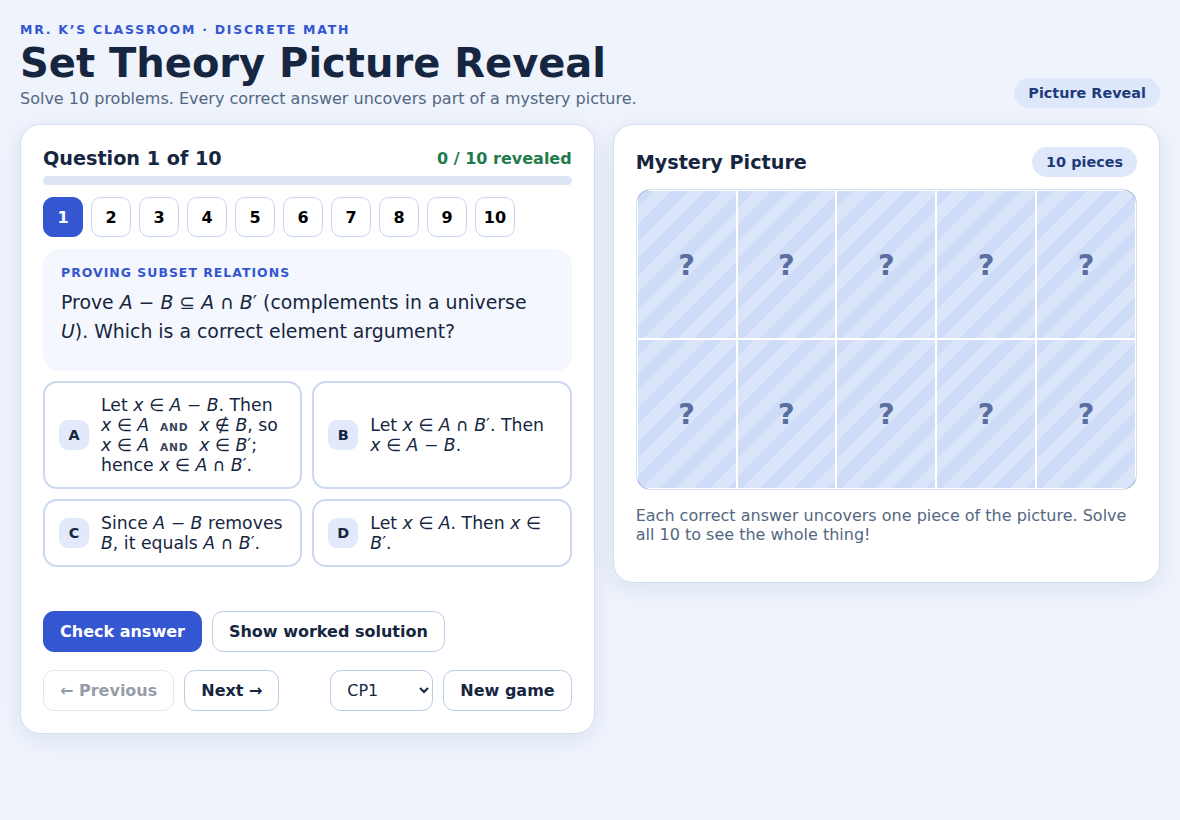 MR. K’S CLASSROOM · DISCRETE MATH
Set Theory Picture Reveal
Solve 10 problems. Every correct answer uncovers part of a mystery picture.
Picture Reveal
Question 1 of 10
0 / 10 revealed
1 2 3 4 5 6 7 8 9 10
PROVING SUBSET RELATIONS
Prove A − B ⊆ A ∩ B′ (complements in a universe
U). Which is a correct element argument?
A
Let x ∈ A − B. Then
x ∈ A AND x ∉ B, so
x ∈ A AND x ∈ B′;
hence x ∈ A ∩ B′.
B
Let x ∈ A ∩ B′. Then
x ∈ A − B.
C
Since A − B removes
B, it equals A ∩ B′.
D
Let x ∈ A. Then x ∈
B′.
Check answer
Show worked solution
← Previous
Next →
CP1
New game
Mystery Picture
10 pieces
? ? ? ? ?
? ? ? ? ?
Each correct answer uncovers one piece of the picture. Solve
all 10 to see the whole thing!